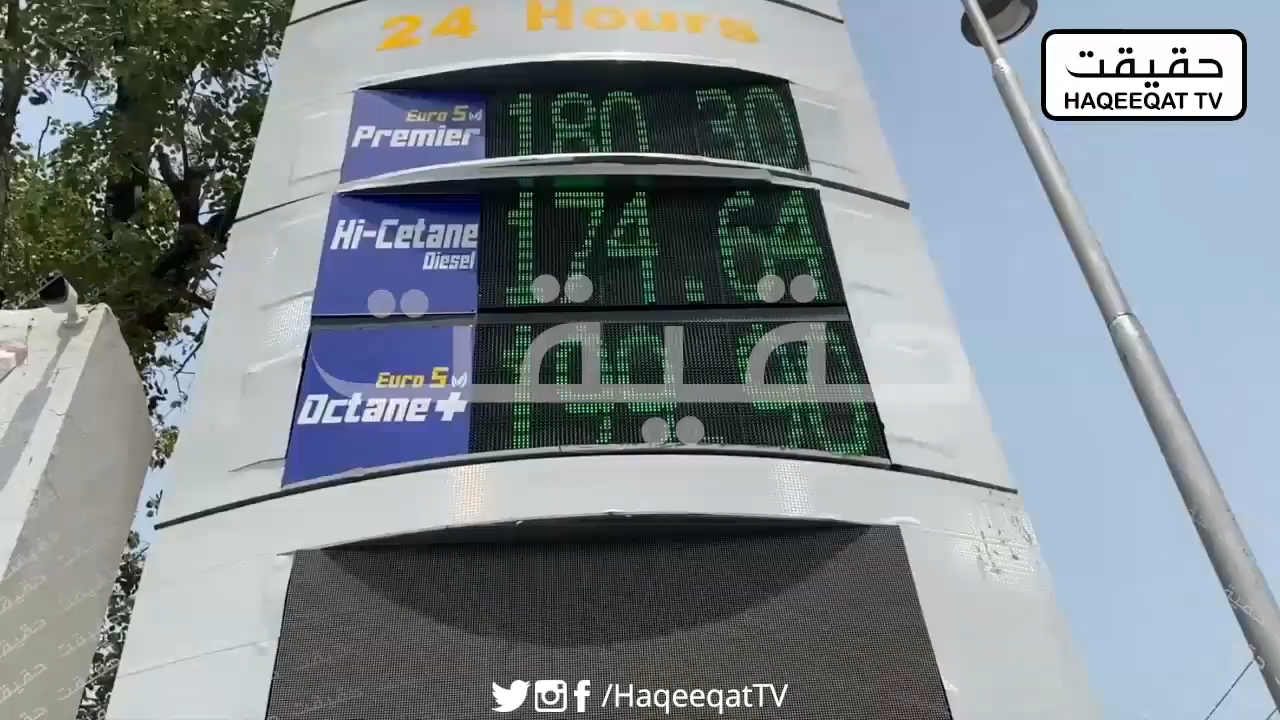 24 Hours
حقيقت
HAQEEQAT TV
Euro 5
Premier
180.30
Hi-Cetane
Diesel
174.64
حقيقت
Euro 5
Octane+
/HaqeeqatTV